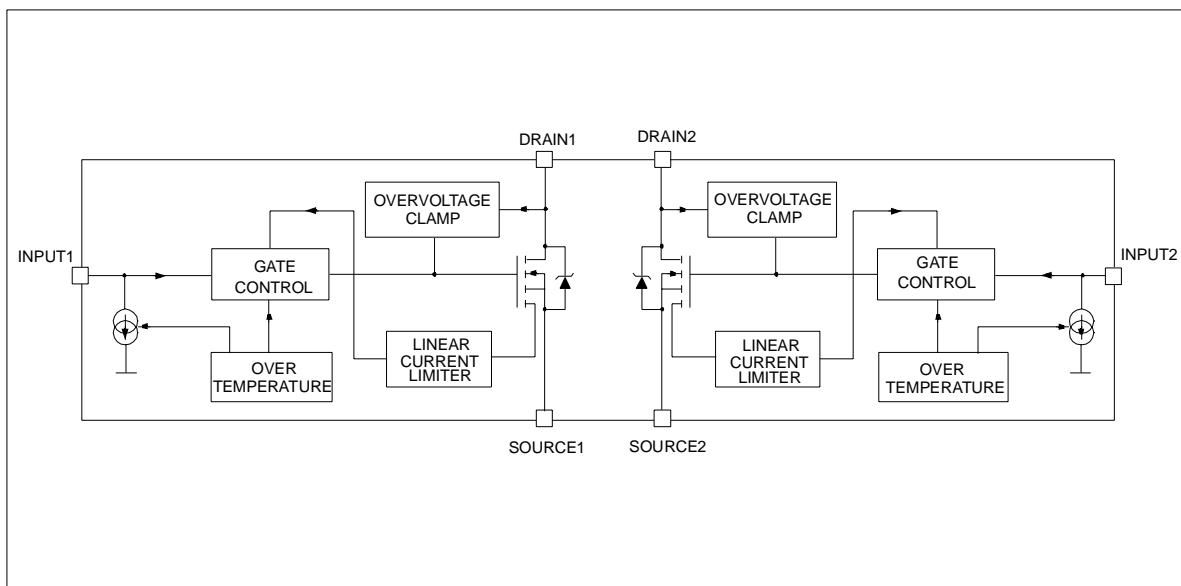 DRAIN1
DRAIN2
OVERVOLTAGE
CLAMP
OVERVOLTAGE
CLAMP
INPUT1
GATE
CONTROL
GATE
CONTROL
INPUT2
OVER
TEMPERATURE
LINEAR
CURRENT
LIMITER
LINEAR
CURRENT
LIMITER
OVER
TEMPERATURE
SOURCE1
SOURCE2